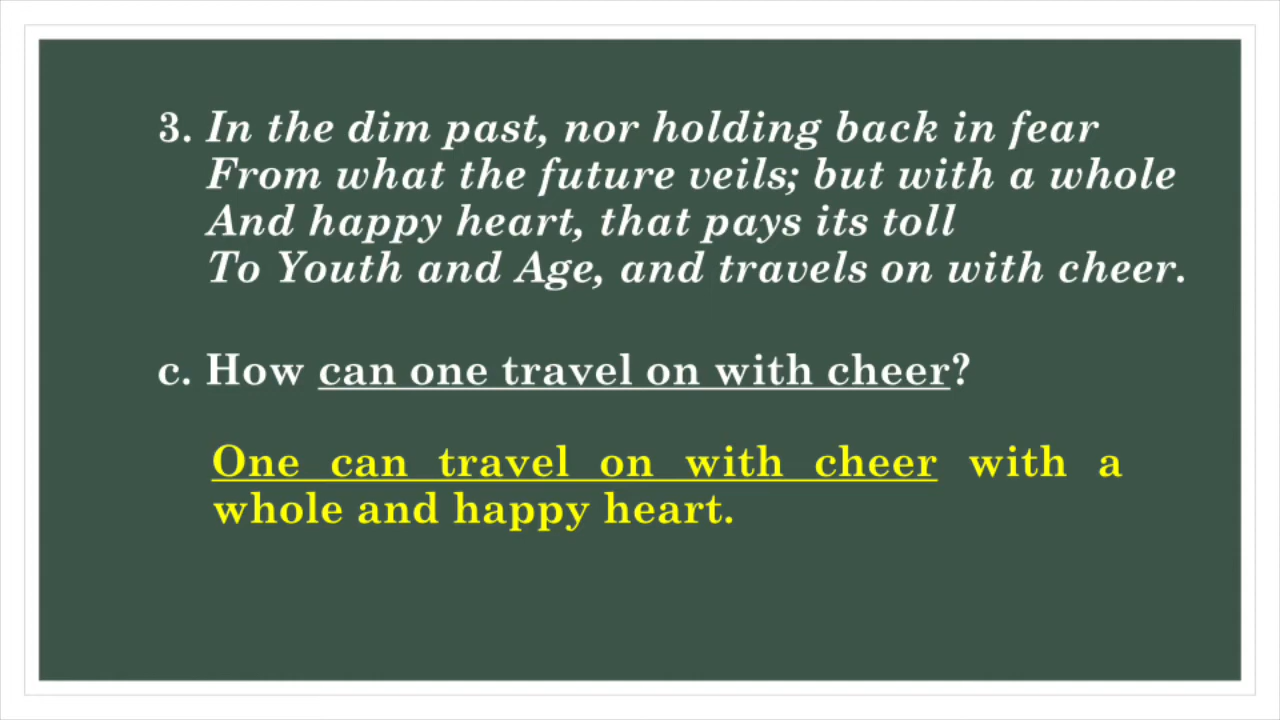 3. In the dim past, nor holding back in fear
From what the future veils; but with a whole
And happy heart, that pays its toll
To Youth and Age, and travels on with cheer.
c. How can one travel on with cheer?
One can travel on with cheer with a
whole and happy heart.